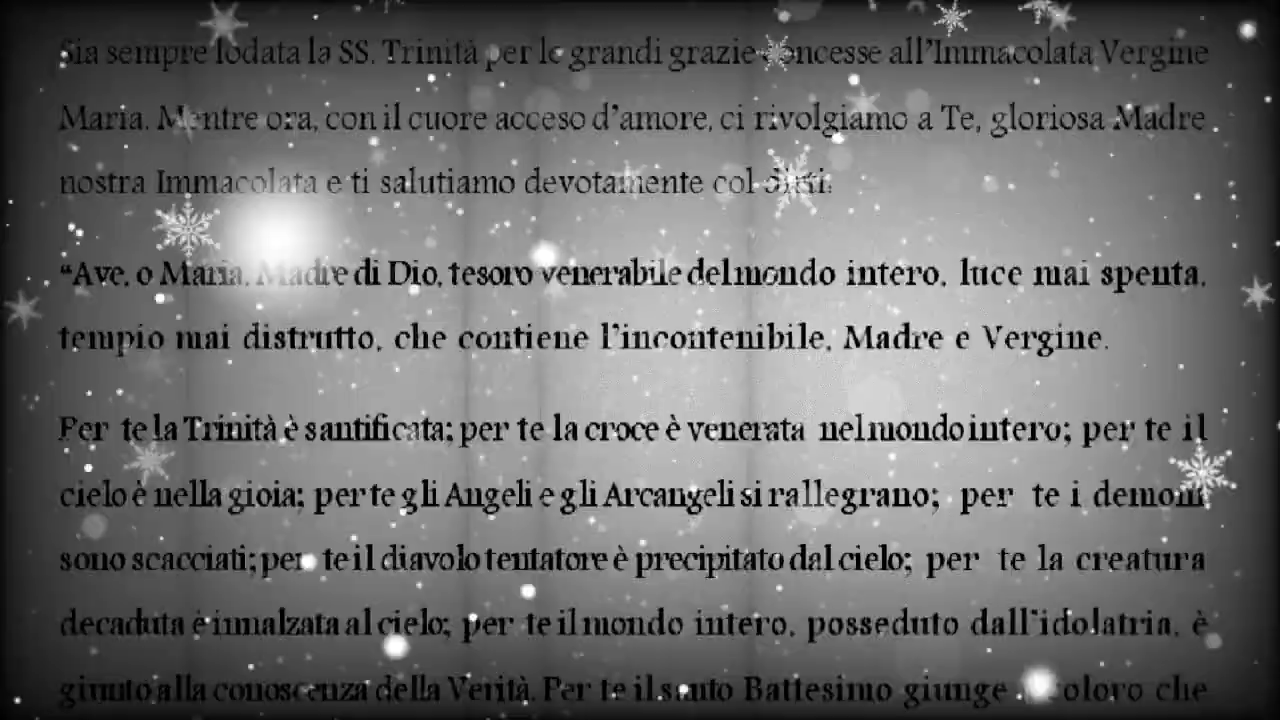 Sia sempre lodata la SS. Trinità per le grandi grazie concesse all'Immacolata Vergine
Maria. Mentre ora, con il cuore acceso d'amore, ci rivolgiamo a Te, gloriosa Madre
nostra Immacolata e ti salutiamo devotamente col dirti:
“Ave, o Maria, Madre di Dio, tesoro venerabile del mondo intero, luce mai spenta,
tempio mai distrutto, che contiene l'incontenibile, Madre e Vergine.
Per te la Trinità è santificata; per te la croce è venerata nel mondo intero; per te il
cielo è nella gioia; per te gli Angeli e gli Arcangeli si rallegrano; per te i demoni
sono scacciati; per te il diavolo tentatore è precipitato dal cielo; per te la creatura
decaduta è innalzata al cielo; per te il mondo intero, posseduto dall'idolatria, è
giunto alla conoscenza della Verità. Per te il santo Battesimo giunge a coloro che